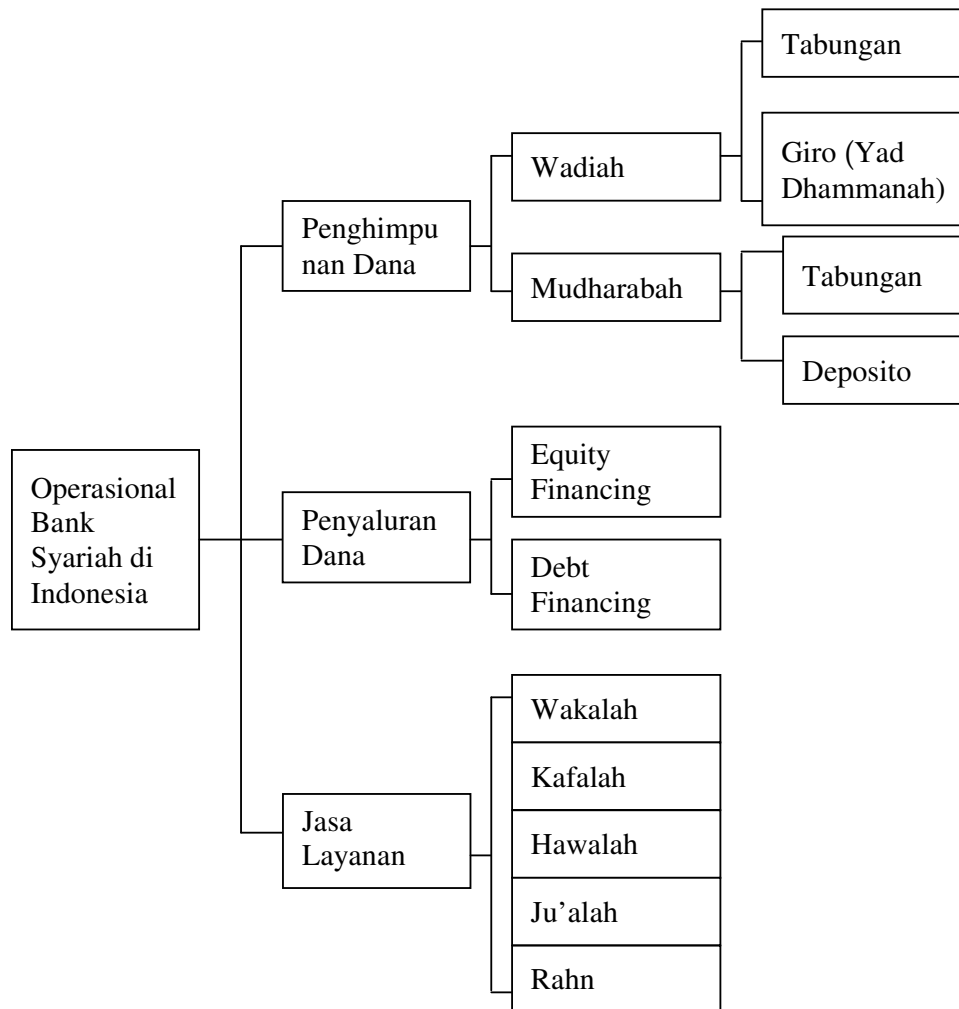 Operasional
Bank
Syariah di
Indonesia
Penghimpu
nan Dana
Wadiah
Tabungan
Giro (Yad
Dhammanah)
Mudharabah
Tabungan
Deposito
Penyaluran
Dana
Equity
Financing
Debt
Financing
Jasa
Layanan
Wakalah
Kafalah
Hawalah
Ju’alah
Rahn